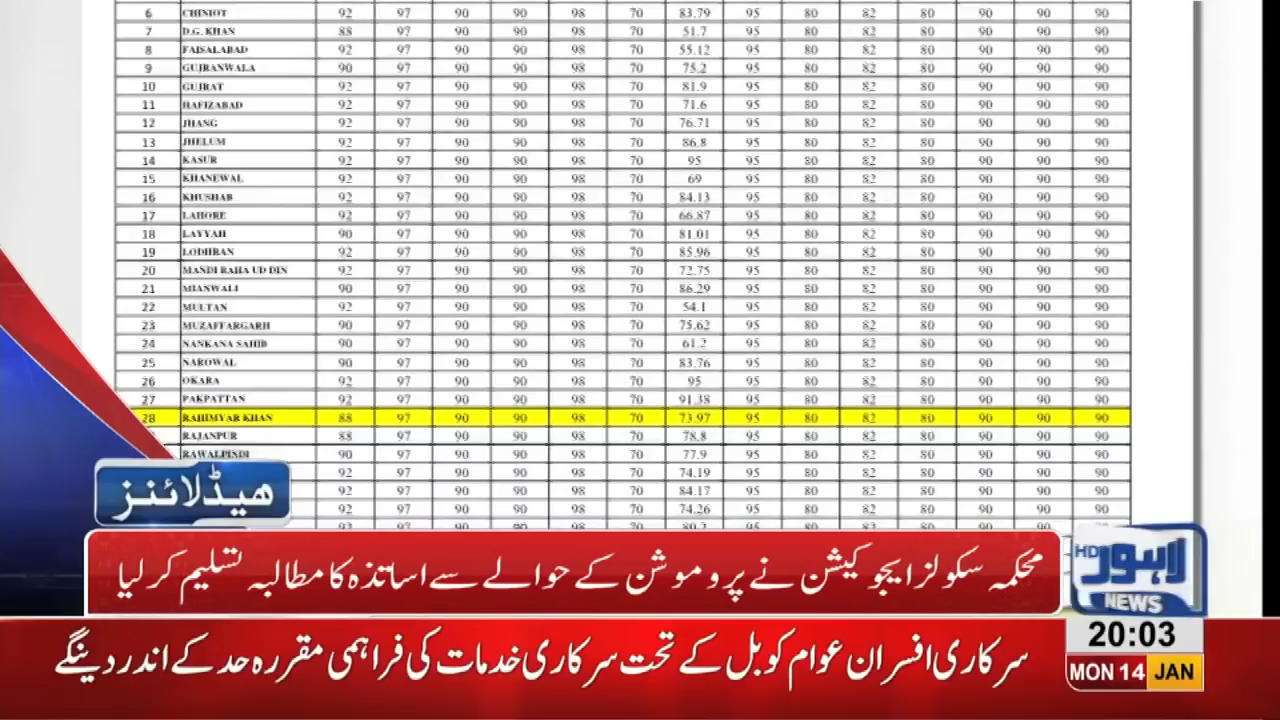 6 CHINIOT 92 97 90 90 98 70 83.79 95 80 82 80 90 90 90
7 D.G. KHAN 88 97 90 90 98 70 51.7 95 80 82 80 90 90 90
8 FAISALABAD 92 97 90 90 98 70 55.12 95 80 82 80 90 90 90
9 GUJRANWALA 90 97 90 90 98 70 75.2 95 80 82 80 90 90 90
10 GUJRAT 92 97 90 90 98 70 81.9 95 80 82 80 90 90 90
11 HAFIZABAD 92 97 90 90 98 70 71.6 95 80 82 80 90 90 90
12 JHANG 92 97 90 90 98 70 76.71 95 80 82 80 90 90 90
13 JHELUM 92 97 90 90 98 70 86.8 95 80 82 80 90 90 90
14 KASUR 92 97 90 90 98 70 95 95 80 82 80 90 90 90
15 KHANEWAL 92 97 90 90 98 70 69 95 80 82 80 90 90 90
16 KHUSHAB 92 97 90 90 98 70 84.13 95 80 82 80 90 90 90
17 LAHORE 92 97 90 90 98 70 66.87 95 80 82 80 90 90 90
18 LAYYAH 90 97 90 90 98 70 81.01 95 80 82 80 90 90 90
19 LODHRAN 92 97 90 90 98 70 85.96 95 80 82 80 90 90 90
20 MANDI BAHA UD DIN 92 97 90 90 98 70 72.75 95 80 82 80 90 90 90
21 MIANWALI 90 97 90 90 98 70 86.29 95 80 82 80 90 90 90
22 MULTAN 92 97 90 90 98 70 54.1 95 80 82 80 90 90 90
23 MUZAFFARGARH 90 97 90 90 98 70 75.62 95 80 82 80 90 90 90
24 NANKANA SAHIB 90 97 90 90 98 70 61.2 95 80 82 80 90 90 90
25 NAROWAL 90 97 90 90 98 70 83.76 95 80 82 80 90 90 90
26 OKARA 92 97 90 90 98 70 95 95 80 82 80 90 90 90
27 PAKPATTAN 92 97 90 90 98 70 91.38 95 80 82 80 90 90 90
28 RAHIMYAR KHAN 88 97 90 90 98 70 73.97 95 80 82 80 90 90 90
RAJANPUR 88 97 90 90 98 70 78.8 95 80 82 80 90 90 90
RAWALPINDI 90 97 90 90 98 70 77.9 95 80 82 80 90 90 90
92 97 90 90 98 70 74.19 95 80 82 80 90 90 90
92 97 90 90 98 70 84.17 95 80 82 80 90 90 90
92 97 90 90 98 70 74.26 95 80 82 80 90 90 90
ھیڈلائنز
محکمہ سکولز ایجوکیشن نے پروموشن کے حوالے سے اساتذہ کا مطالبہ تسلیم کرلیا
لاہور HD
NEWS
سرکاری افسران عوام کو بل کے تحت سرکاری خدمات کی فراہمی مقررہ حد کے اندر دینگے
20:03
MON 14 JAN